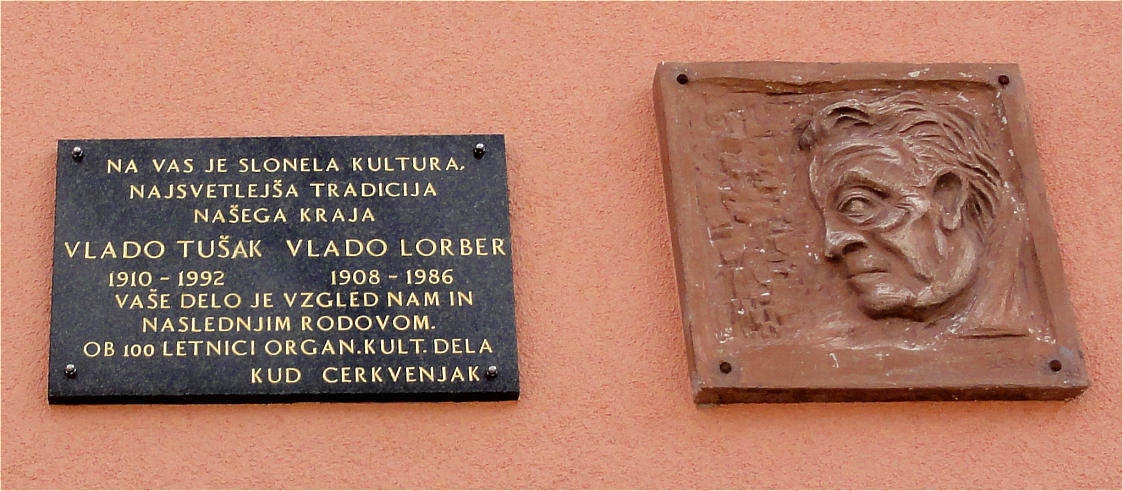 NA VAS JE SLONELA KULTURA,
NAJSVETLEJŠA TRADICIJA
NAŠEGA KRAJA
VLADO TUŠAK VLADO LORBER
1910 - 1992 1908 - 1986
VAŠE DELO JE VZGLED NAM IN
NASLEDNJIM RODOVOM.
OB 100 LETNICI ORGAN.KULT. DELA
KUD CERKVENJAK